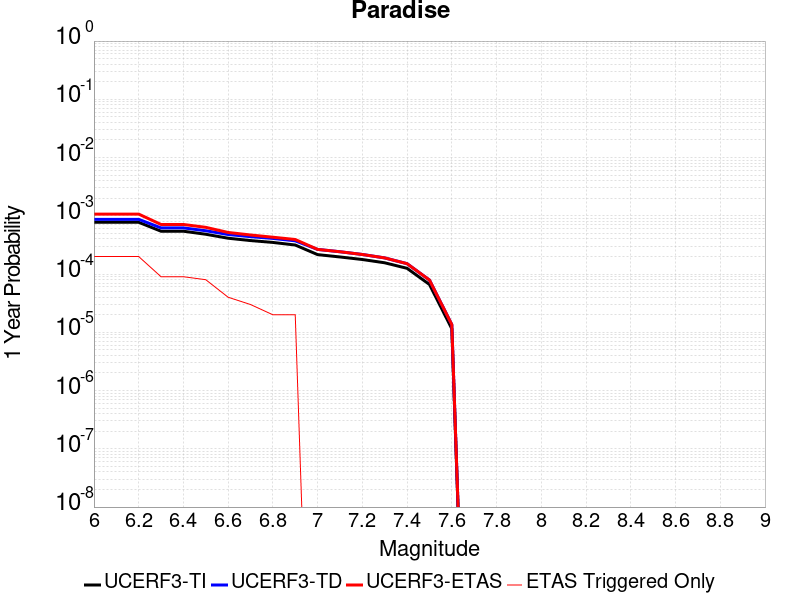 Paradise
1 Year Probability
10^0
10^-1
10^-2
10^-3
10^-4
10^-5
10^-6
10^-7
10^-8
6 6.2 6.4 6.6 6.8 7 7.2 7.4 7.6 7.8 8 8.2 8.4 8.6 8.8 9
Magnitude
UCERF3-TI UCERF3-TD UCERF3-ETAS ETAS Triggered Only